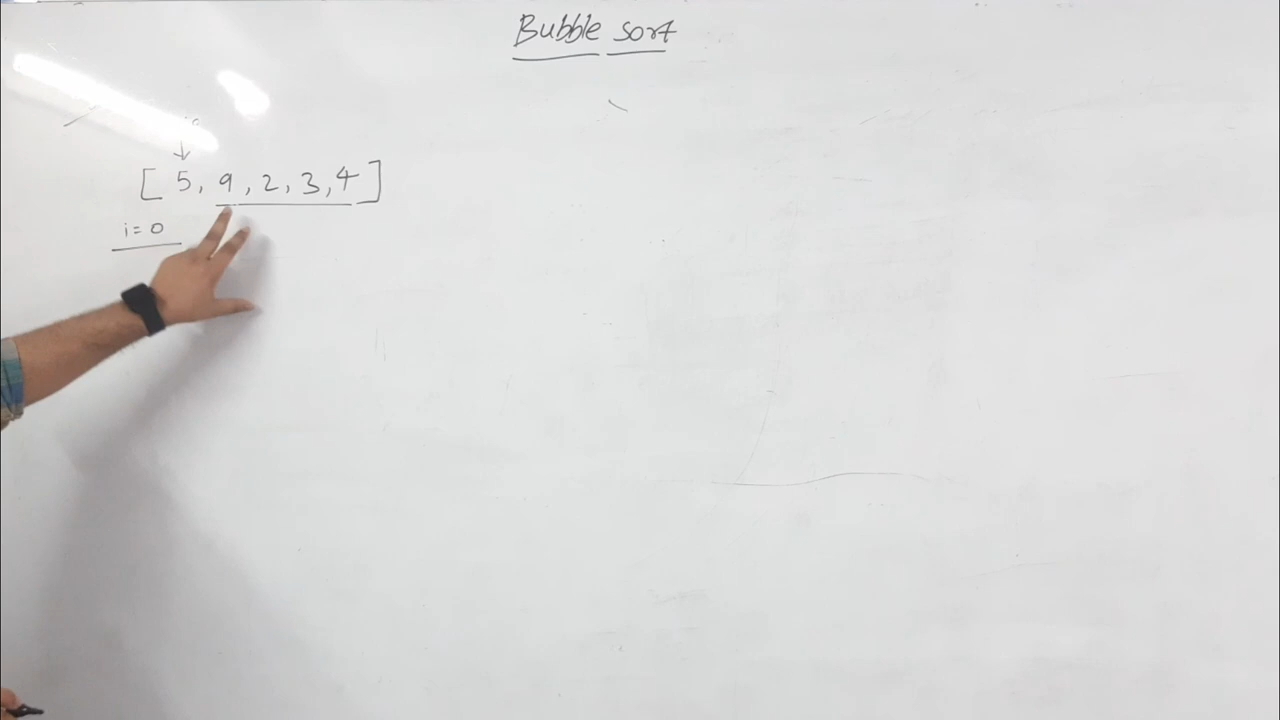 Bubble sort
[ 5, 9, 2, 3, 4 ]
i = 0